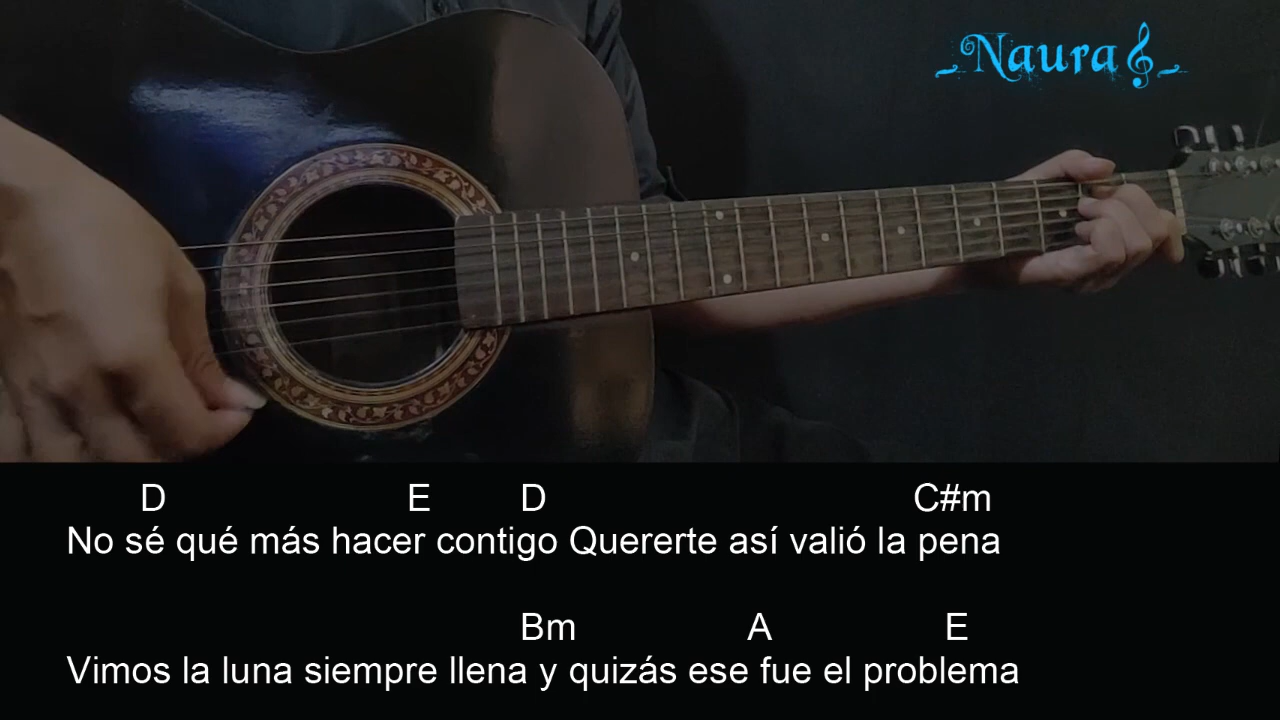 Naura
D E D C#m
No sé qué más hacer contigo Quererte así valió la pena
Bm A E
Vimos la luna siempre llena y quizás ese fue el problema